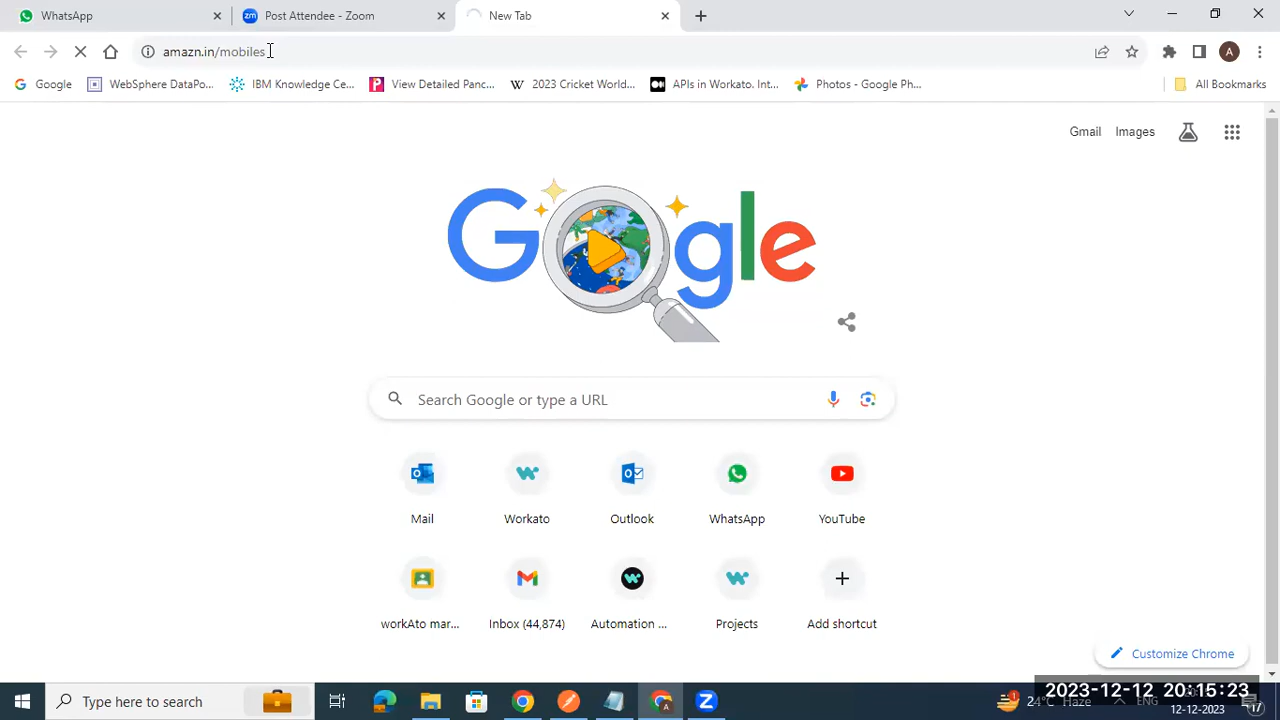 WhatsApp
zm Post Attendee - Zoom
New Tab
amazn.in/mobiles
A
Google
WebSphere DataPo...
IBM Knowledge Ce...
View Detailed Panc...
W 2023 Cricket World...
APIs in Workato. Int...
Photos - Google Ph...
All Bookmarks
Gmail
Images
Google
Search Google or type a URL
Mail
Workato
Outlook
WhatsApp
YouTube
workAto mar...
Inbox (44,874)
Automation ...
Projects
Add shortcut
Customize Chrome
Type here to search
24°C Haze
ENG
2023-12-12 20:15:23
12-12-2023
17